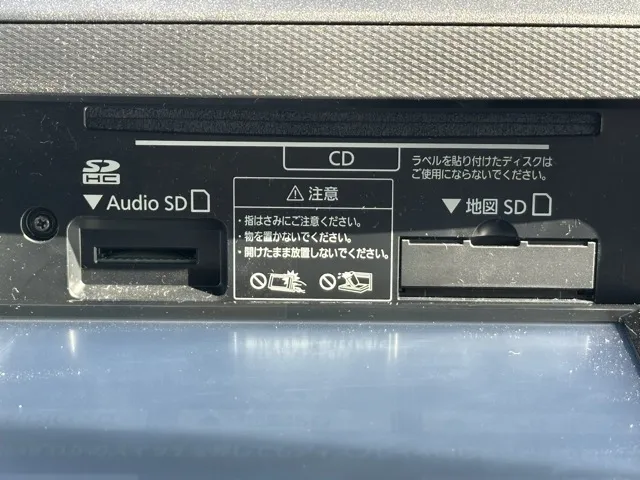 CD
ラベルを貼り付けたディスクは
ご使用にならないでください。
SD
HC
▼Audio SD
⚠注意
・指はさみにご注意ください。
・物を置かないでください。
・開けたまま放置しないでください。
▼地図 SD